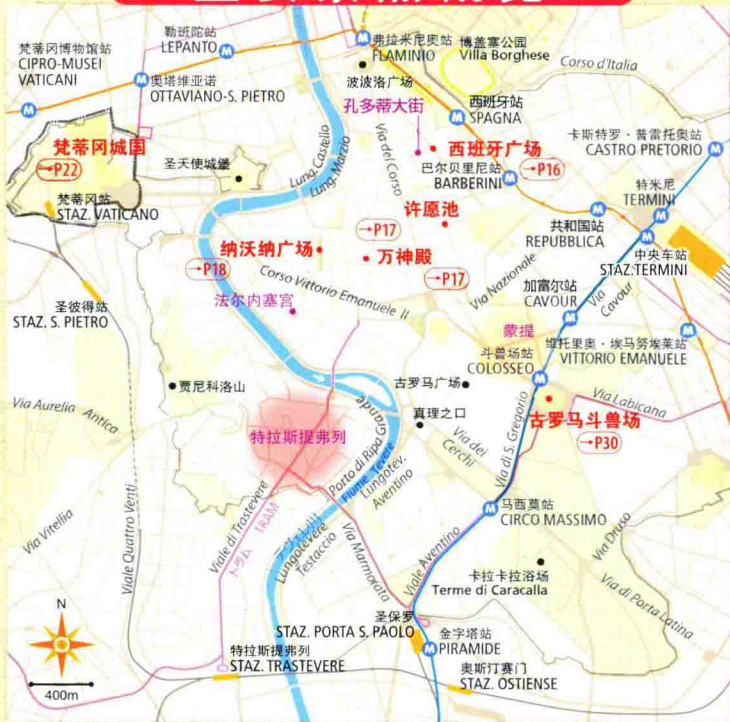 梵蒂冈博物馆站
CIPRO-MUSEI
VATICANI
勒班陀站
LEPANTO
弗拉米尼奥站
FLAMINIO
博盖塞公园
Villa Borghese
Corso d'Italia
奥塔维亚诺
OTTAVIANO-S. PIETRO
波波洛广场
孔多蒂大街
西班牙站
SPAGNA
卡斯特罗·普雷托奥站
CASTRO PRETORIO
梵蒂冈城国
→P22
圣天使城堡
Lung. Castello
Lung. Marzio
Via del Corso
西班牙广场
→P16
巴尔贝里尼站
BARBERINI
特米尼
TERMINI
梵蒂冈站
STAZ. VATICANO
许愿池
→P17
共和国站
REPUBBLICA
中央车站
STAZ.TERMINI
纳沃纳广场
→P18
万神殿
→P17
Corso Vittorio Emanuele II
Via Nazionale
加富尔站
CAVOUR
Via Cavour
圣彼得站
STAZ. S. PIETRO
法尔内塞宫
蒙提
斗兽场站
COLOSSEO
维托里奥·埃马努埃莱站
VITTORIO EMANUELE
贾尼科洛山
古罗马广场
Via Labicana
Via Aurelia Antica
真理之口
古罗马斗兽场
→P30
特拉斯提弗列
Porto di Ripa Grande
Fiume Tevere
Lungotev. Aventino
Via dei Cerchi
Via di S. Gregorio
马西莫站
CIRCO MASSIMO
Via Vitellia
Viale Quattro Venti
Viale di Trastevere
トラム TRAM
テヴェレ川
Lungotevere Testaccio
Via Marmorata
Viale Aventino
Via Druso
卡拉卡拉浴场
Terme di Caracalla
Via di Porta Latina
N
400m
圣保罗
STAZ. PORTA S. PAOLO
金字塔站
PIRAMIDE
特拉斯提弗列
STAZ. TRASTEVERE
奥斯汀赛门
STAZ. OSTIENSE